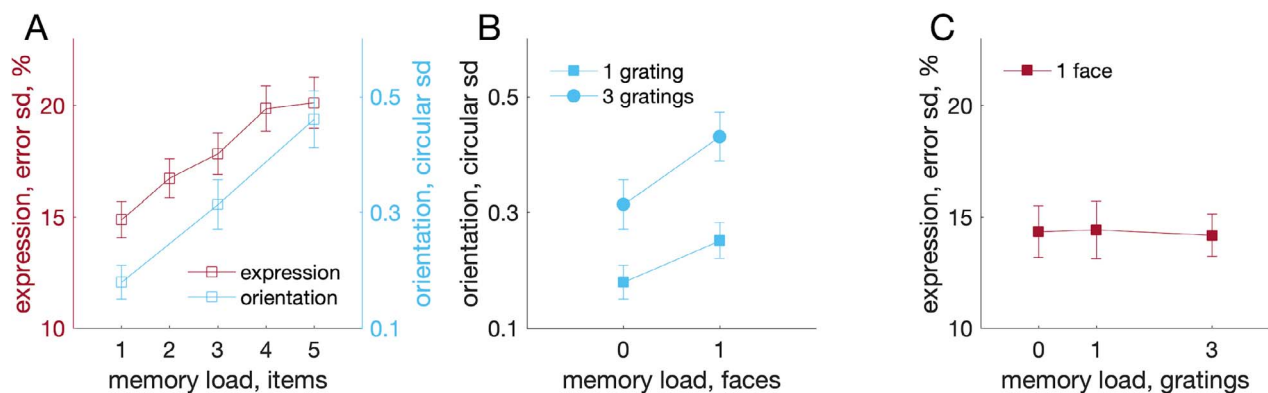 A
expression, error sd, %
20
15
10
1 2 3 4 5
memory load, items
expression
orientation
0.5
0.3
0.1
orientation, circular sd
B
orientation, circular sd
0.5
0.3
0.1
1 grating
3 gratings
0 1
memory load, faces
C
expression, error sd, %
20
15
10
1 face
0 1 3
memory load, gratings